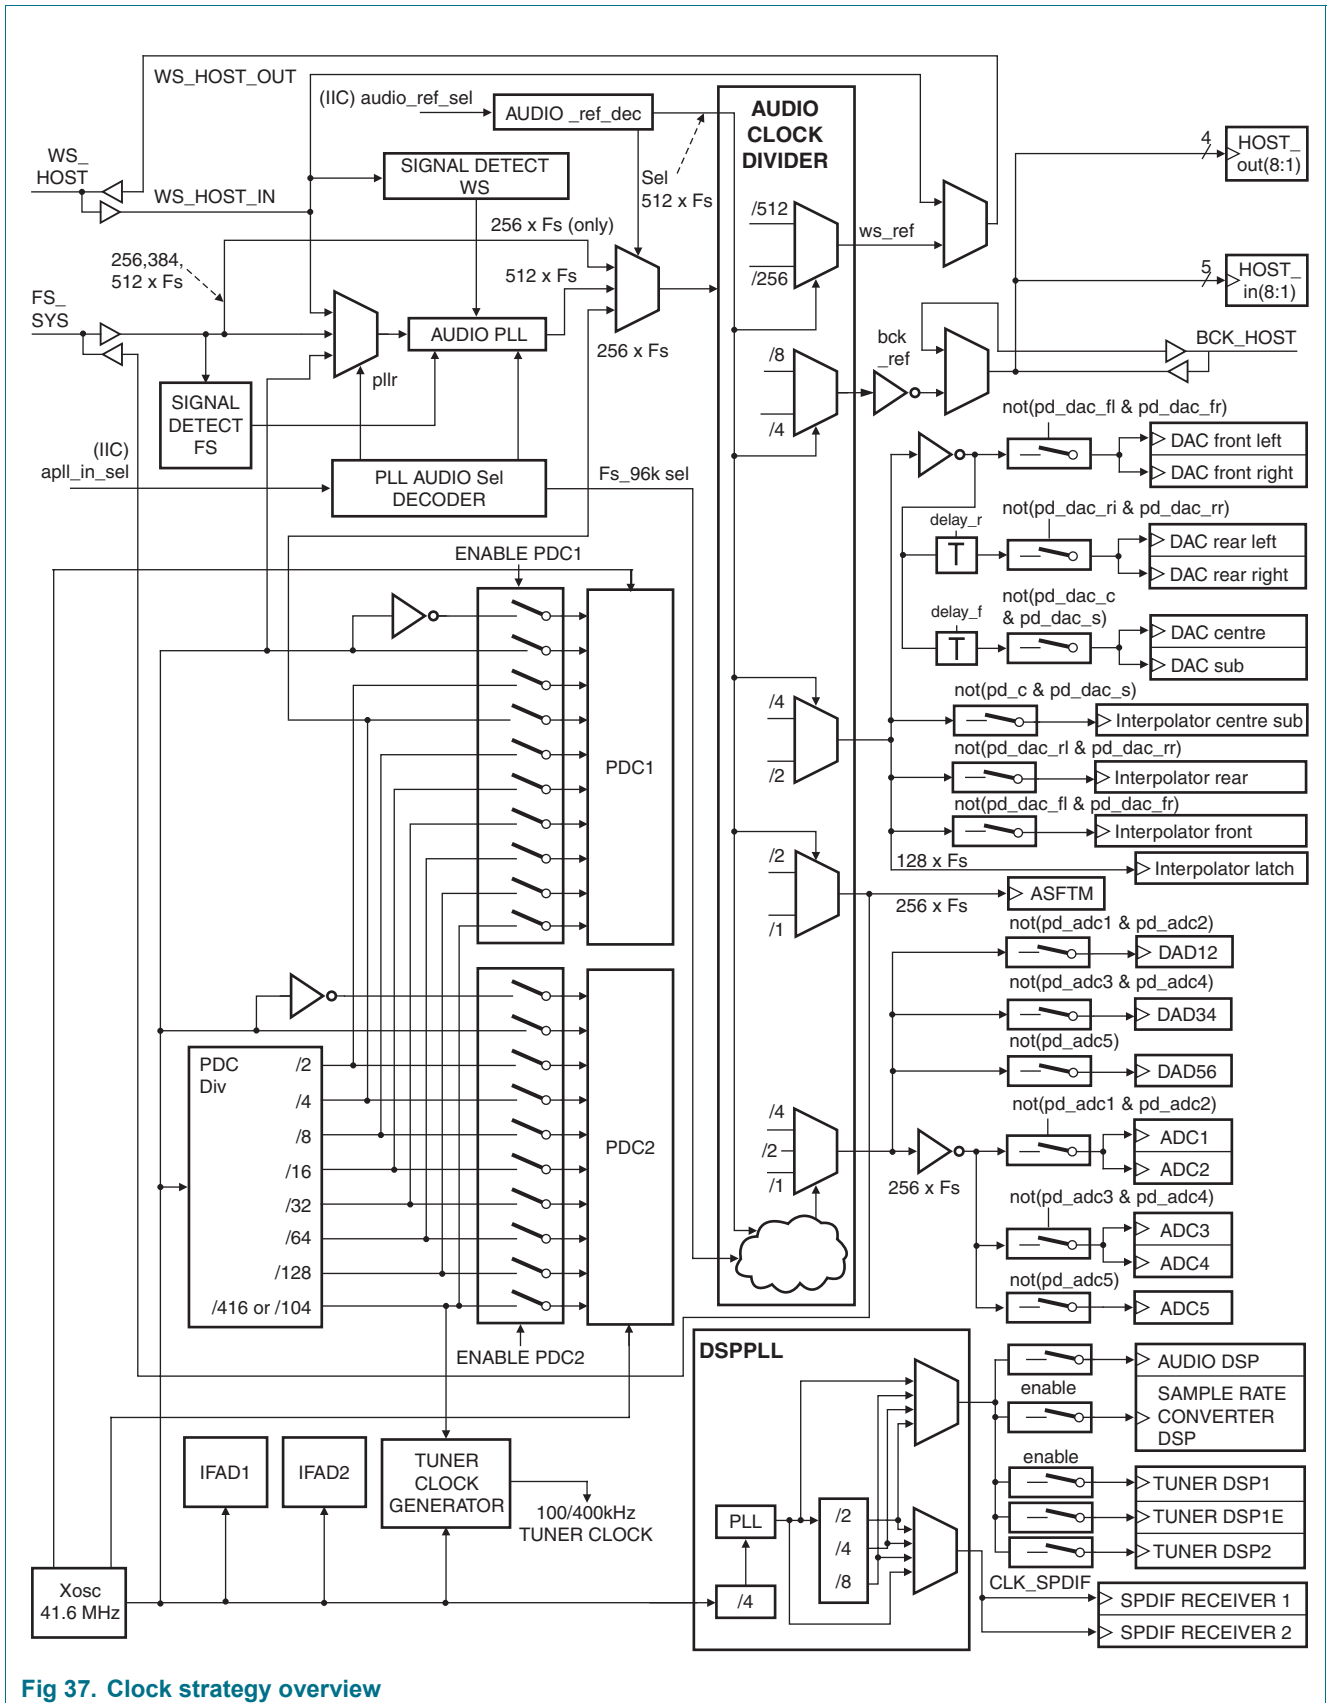 WS_HOST_OUT
(IIC) audio_ref_sel
AUDIO _ref_dec
AUDIO
CLOCK
DIVIDER
WS_
HOST
WS_HOST_IN
SIGNAL DETECT
WS
Sel
512 x Fs
256 x Fs (only)
256,384,
512 x Fs
512 x Fs
FS_
SYS
AUDIO PLL
256 x Fs
pllr
SIGNAL
DETECT
FS
(IIC)
apll_in_sel
PLL AUDIO Sel
DECODER
Fs_96k sel
/512
/256
ws_ref
/8
/4
bck
_ref
4
HOST_
out(8:1)
5
HOST_
in(8:1)
BCK_HOST
not(pd_dac_fl & pd_dac_fr)
DAC front left
DAC front right
delay_r
T
not(pd_dac_ri & pd_dac_rr)
DAC rear left
DAC rear right
delay_f
T
not(pd_dac_c
& pd_dac_s)
DAC centre
DAC sub
/4
/2
not(pd_c & pd_dac_s)
Interpolator centre sub
not(pd_dac_rl & pd_dac_rr)
Interpolator rear
not(pd_dac_fl & pd_dac_fr)
Interpolator front
128 x Fs
Interpolator latch
/2
/1
256 x Fs
ASFTM
not(pd_adc1 & pd_adc2)
DAD12
not(pd_adc3 & pd_adc4)
DAD34
not(pd_adc5)
DAD56
/4
/2
/1
256 x Fs
not(pd_adc1 & pd_adc2)
ADC1
ADC2
not(pd_adc3 & pd_adc4)
ADC3
ADC4
not(pd_adc5)
ADC5
ENABLE PDC1
PDC1
PDC
Div
/2
/4
/8
/16
/32
/64
/128
/416 or /104
PDC2
ENABLE PDC2
IFAD1
IFAD2
TUNER
CLOCK
GENERATOR
100/400kHz
TUNER CLOCK
Xosc
41.6 MHz
DSPPLL
PLL
/4
/2
/4
/8
AUDIO DSP
enable
SAMPLE RATE
CONVERTER
DSP
enable
TUNER DSP1
TUNER DSP1E
TUNER DSP2
CLK_SPDIF
SPDIF RECEIVER 1
SPDIF RECEIVER 2
Fig 37. Clock strategy overview